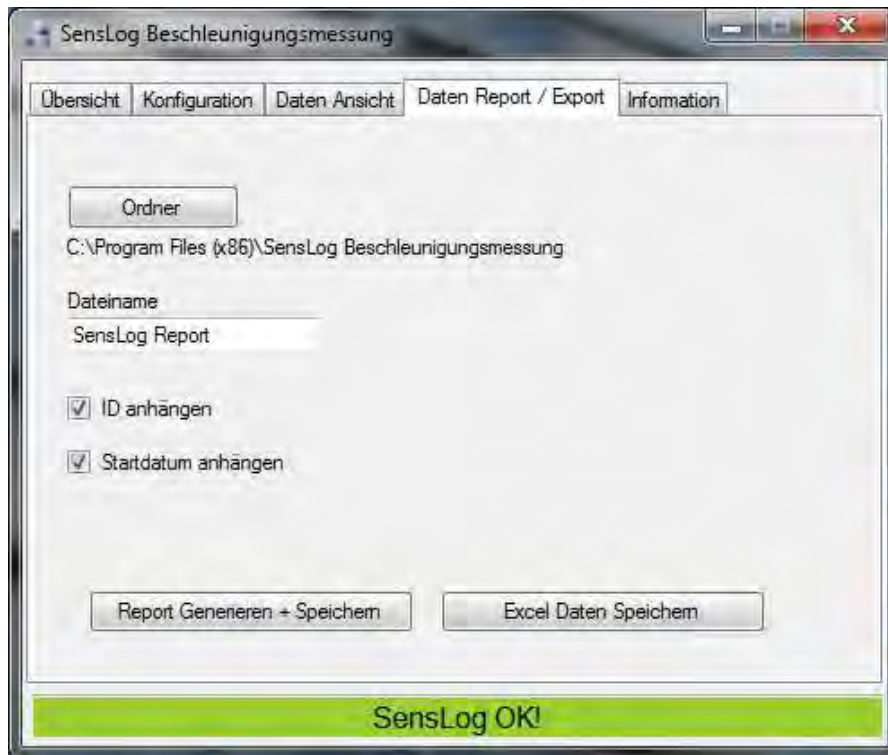 SensLog Beschleunigungsmessung
Übersicht Konfiguration Daten Ansicht Daten Report / Export Information
Ordner
C:\Program Files (x86)\SensLog Beschleunigungsmessung
Dateiname
SensLog Report
ID anhängen
Startdatum anhängen
Report Generieren + Speichern Excel Daten Speichern
SensLog OK!